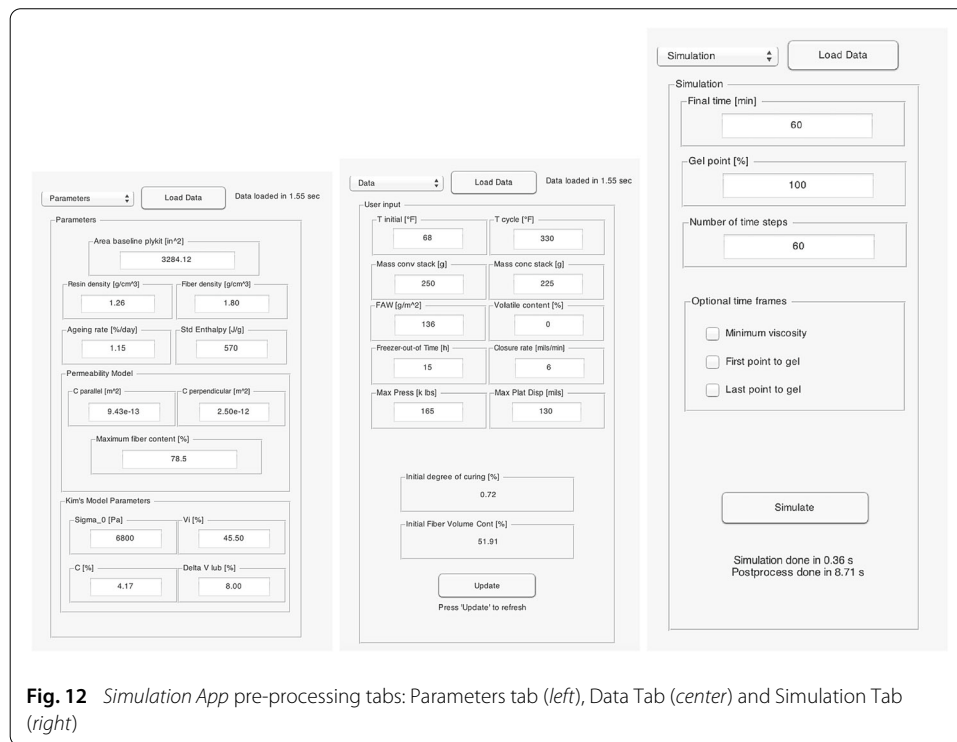 Parameters Load Data Data loaded in 1.55 sec
Parameters
Area baseline plykit [in^2]
3284.12
Resin density [g/cm^3] Fiber density [g/cm^3]
1.26 1.80
Ageing rate [%/day] Std Enthalpy [J/g]
1.15 570
Permeability Model
C parallel [m^2] C perpendicular [m^2]
9.43e-13 2.50e-12
Maximum fiber content [%]
78.5
Kim's Model Parameters
Sigma_0 [Pa] Vi [%]
6800 45.50
C [%] Delta V lub [%]
4.17 8.00
Data Load Data Data loaded in 1.55 sec
User input
T initial [°F] T cycle [°F]
68 330
Mass conv stack [g] Mass conc stack [g]
250 225
FAW [g/m^2] Volatile content [%]
136 0
Freezer-out-of Time [h] Closure rate [mils/min]
15 6
Max Press [k lbs] Max Plat Disp [mils]
165 130
Initial degree of curing [%]
0.72
Initial Fiber Volume Cont [%]
51.91
Update
Press 'Update' to refresh
Simulation Load Data
Simulation
Final time [min]
60
Gel point [%]
100
Number of time steps
60
Optional time frames
Minimum viscosity
First point to gel
Last point to gel
Simulate
Simulation done in 0.36 s
Postprocess done in 8.71 s
Fig. 12 Simulation App pre-processing tabs: Parameters tab (left), Data Tab (center) and Simulation Tab
(right)